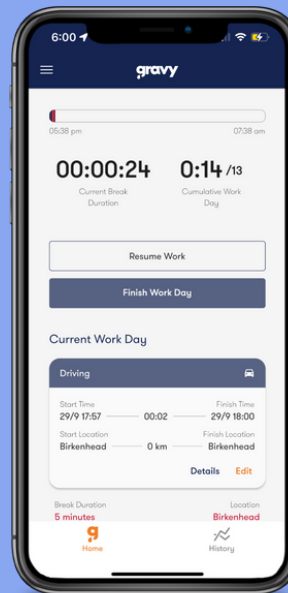 6:00
gravy
05:38 pm 07:38 am
00:00:24 0:14 /13
Current Break Duration Cumulative Work Day
Resume Work
Finish Work Day
Current Work Day
Driving
Start Time Finish Time
29/9 17:57 00:02 29/9 18:00
Start Location Finish Location
Birkenhead 0 km Birkenhead
Details Edit
Break Duration Location
5 minutes Birkenhead
g
Home History